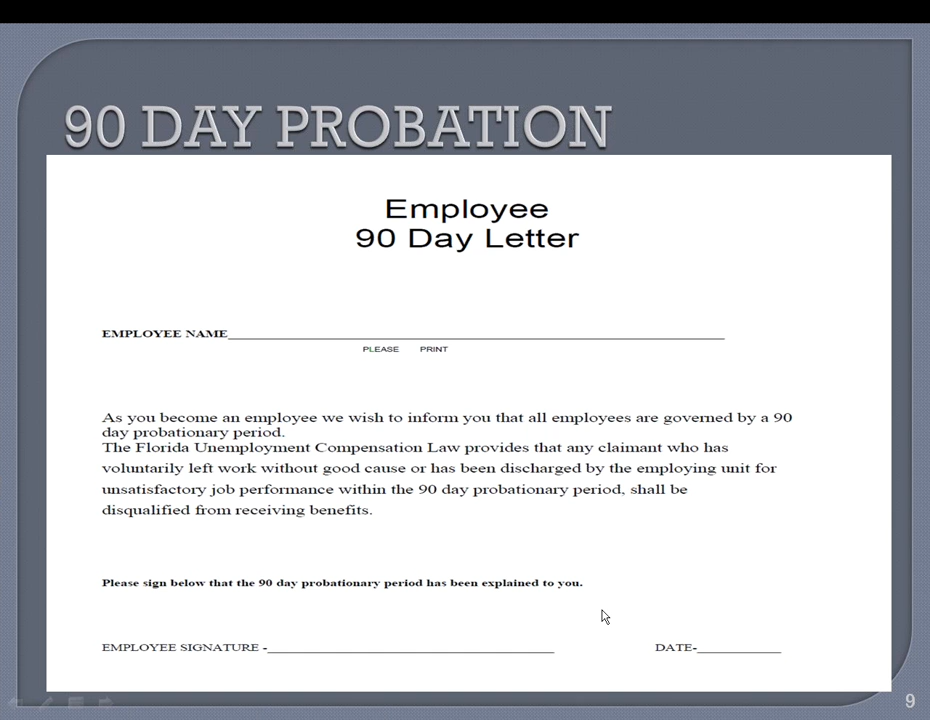 90 DAY PROBATION
Employee
90 Day Letter
EMPLOYEE NAME
PLEASE PRINT
As you become an employee we wish to inform you that all employees are governed by a 90
day probationary period.
The Florida Unemployment Compensation Law provides that any claimant who has
voluntarily left work without good cause or has been discharged by the employing unit for
unsatisfactory job performance within the 90 day probationary period, shall be
disqualified from receiving benefits.
Please sign below that the 90 day probationary period has been explained to you.
EMPLOYEE SIGNATURE -____________________ DATE-__________
9